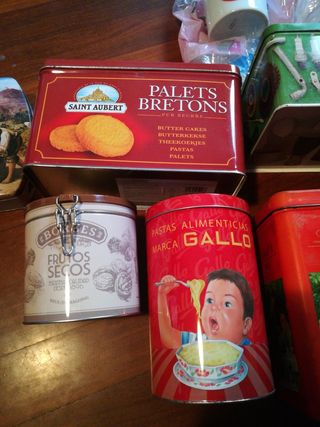 SAINT AUBERT
PALETS
BRETONS
PUR BEURRE
BUTTER CAKES
BUTTERKEKSE
THEEKOEKJES
PASTAS
PALETS
BORGES
FRUTOS
SECOS
PASTAS ALIMENTICIAS
MARCA GALLO